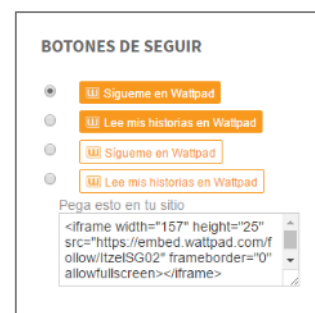 BOTONES DE SEGUIR
Sígueme en Wattpad
Lee mis historias en Wattpad
Sígueme en Wattpad
Lee mis historias en Wattpad
Pega esto en tu sitio
<iframe width="157" height="25"
src="https://embed.wattpad.com/f
ollow/ItzelSG02" frameborder="0"
allowfullscreen></iframe>